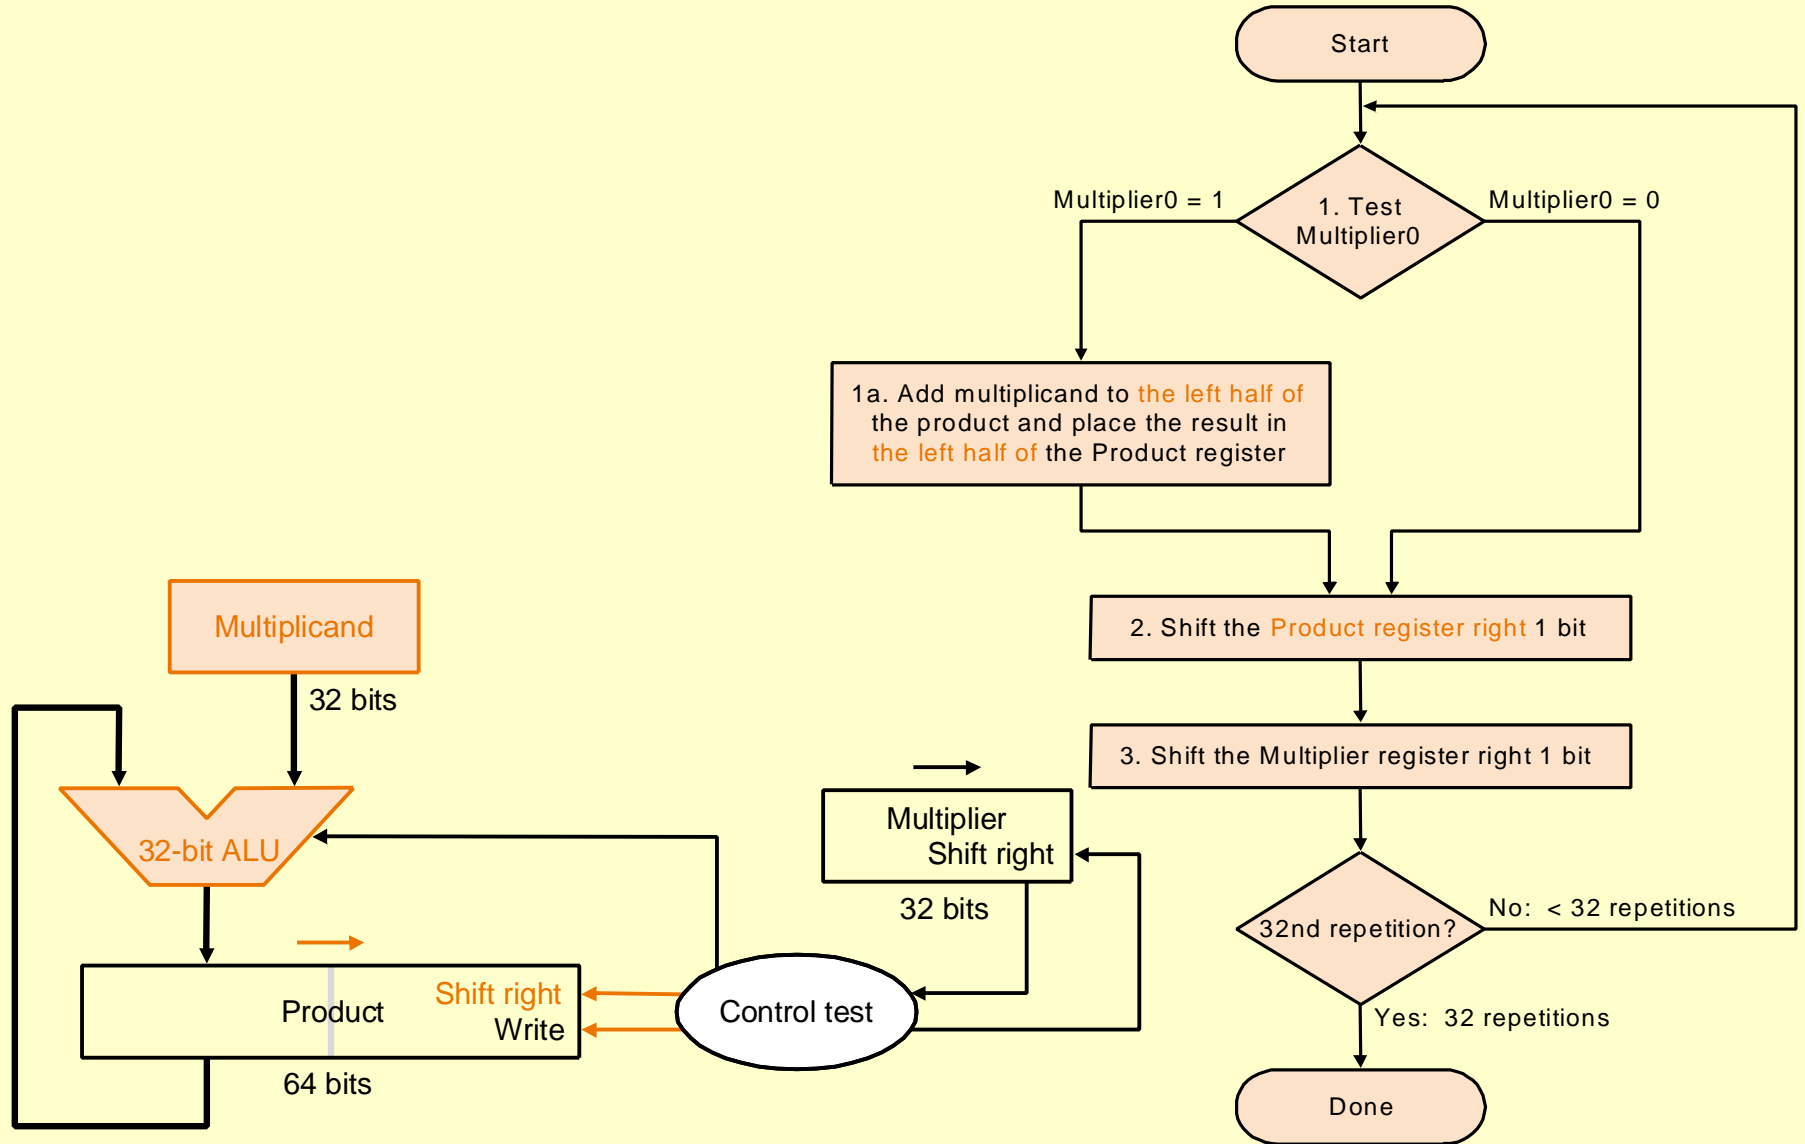 Start
Multiplier0 = 1
1. Test
Multiplier0
Multiplier0 = 0
1a. Add multiplicand to the left half of
the product and place the result in
the left half of the Product register
2. Shift the Product register right 1 bit
3. Shift the Multiplier register right 1 bit
32nd repetition?
No: < 32 repetitions
Yes: 32 repetitions
Done
Multiplicand
32 bits
32-bit ALU
Multiplier
Shift right
32 bits
Product
Shift right
Write
64 bits
Control test